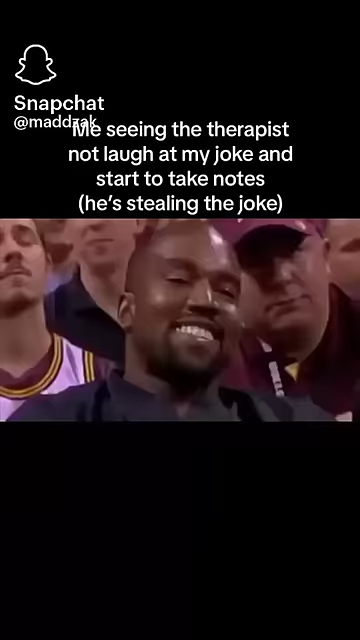 Snapchat
@maddzak
Me seeing the therapist
not laugh at my joke and
start to take notes
(he's stealing the joke)